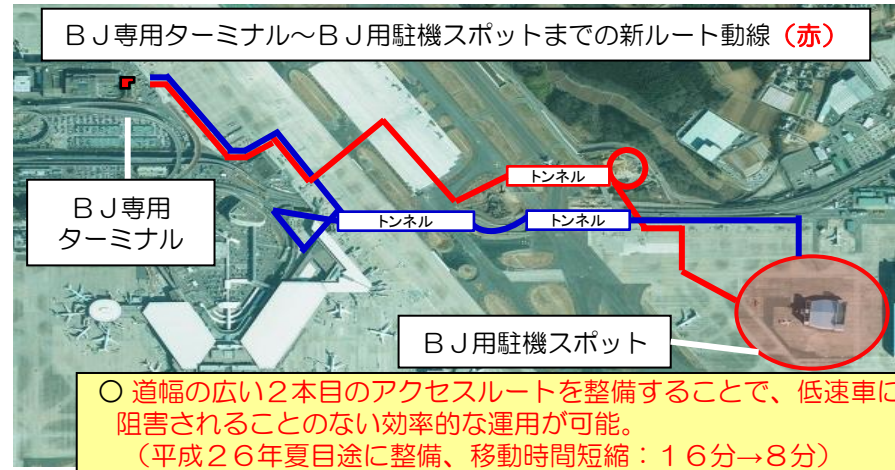 ＢＪ専用ターミナル～ＢＪ用駐機スポットまでの新ルート動線（赤）
トンネル
ＢＪ専用
ターミナル
トンネル
トンネル
ＢＪ用駐機スポット
○ 道幅の広い２本目のアクセスルートを整備することで、低速車に
阻害されることのない効率的な運用が可能。
（平成２６年夏目途に整備、移動時間短縮：１６分→８分）